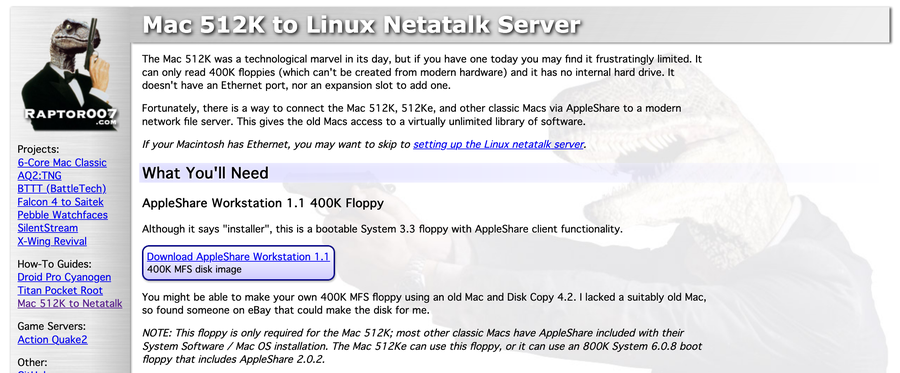 Mac 512K to Linux Netatalk Server
RAPTOR007
.COM
Projects:
6-Core Mac Classic
AQ2:TNG
BTTT (BattleTech)
Falcon 4 to Saitek
Pebble Watchfaces
SilentStream
X-Wing Revival
How-To Guides:
Droid Pro Cyanogen
Titan Pocket Root
Mac 512K to Netatalk
Game Servers:
Action Quake2
Other:
The Mac 512K was a technological marvel in its day, but if you have one today you may find it frustratingly limited. It
can only read 400K floppies (which can't be created from modern hardware) and it has no internal hard drive. It
doesn't have an Ethernet port, nor an expansion slot to add one.
Fortunately, there is a way to connect the Mac 512K, 512Ke, and other classic Macs via AppleShare to a modern
network file server. This gives the old Macs access to a virtually unlimited library of software.
If your Macintosh has Ethernet, you may want to skip to setting up the Linux netatalk server.
What You'll Need
AppleShare Workstation 1.1 400K Floppy
Although it says "installer", this is a bootable System 3.3 floppy with AppleShare client functionality.
Download AppleShare Workstation 1.1
400K MFS disk image
You might be able to make your own 400K MFS floppy using an old Mac and Disk Copy 4.2. I lacked a suitably old Mac,
so found someone on eBay that could make the disk for me.
NOTE: This floppy is only required for the Mac 512K; most other classic Macs have AppleShare included with their
System Software / Mac OS installation. The Mac 512Ke can use this floppy, or it can use an 800K System 6.0.8 boot
floppy that includes AppleShare 2.0.2.